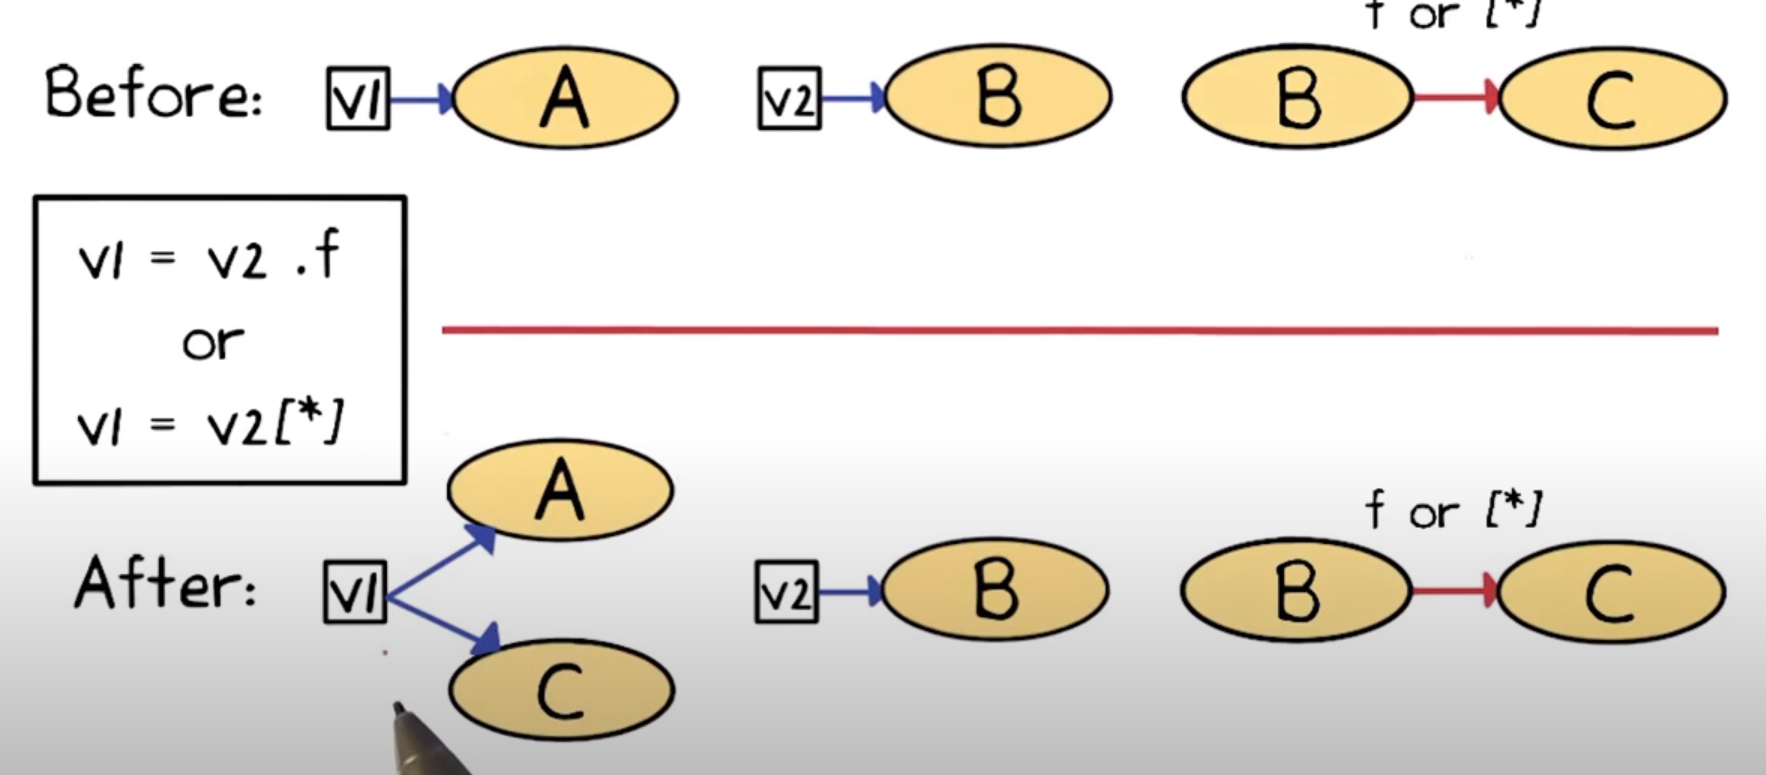 f or [*]
Before: v1 A v2 B B C
v1 = v2 .f
or
v1 = v2[*]
A
f or [*]
After: v1 v2 B B C
C